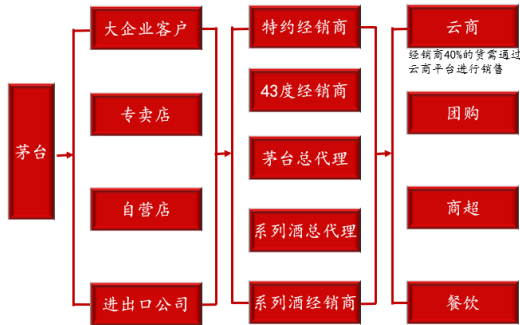 茅台
大企业客户
专卖店
自营店
进出口公司
特约经销商
43度经销商
茅台总代理
系列酒总代理
系列酒经销商
云商
经销商40%的货需通过
云商平台进行销售
团购
商超
餐饮